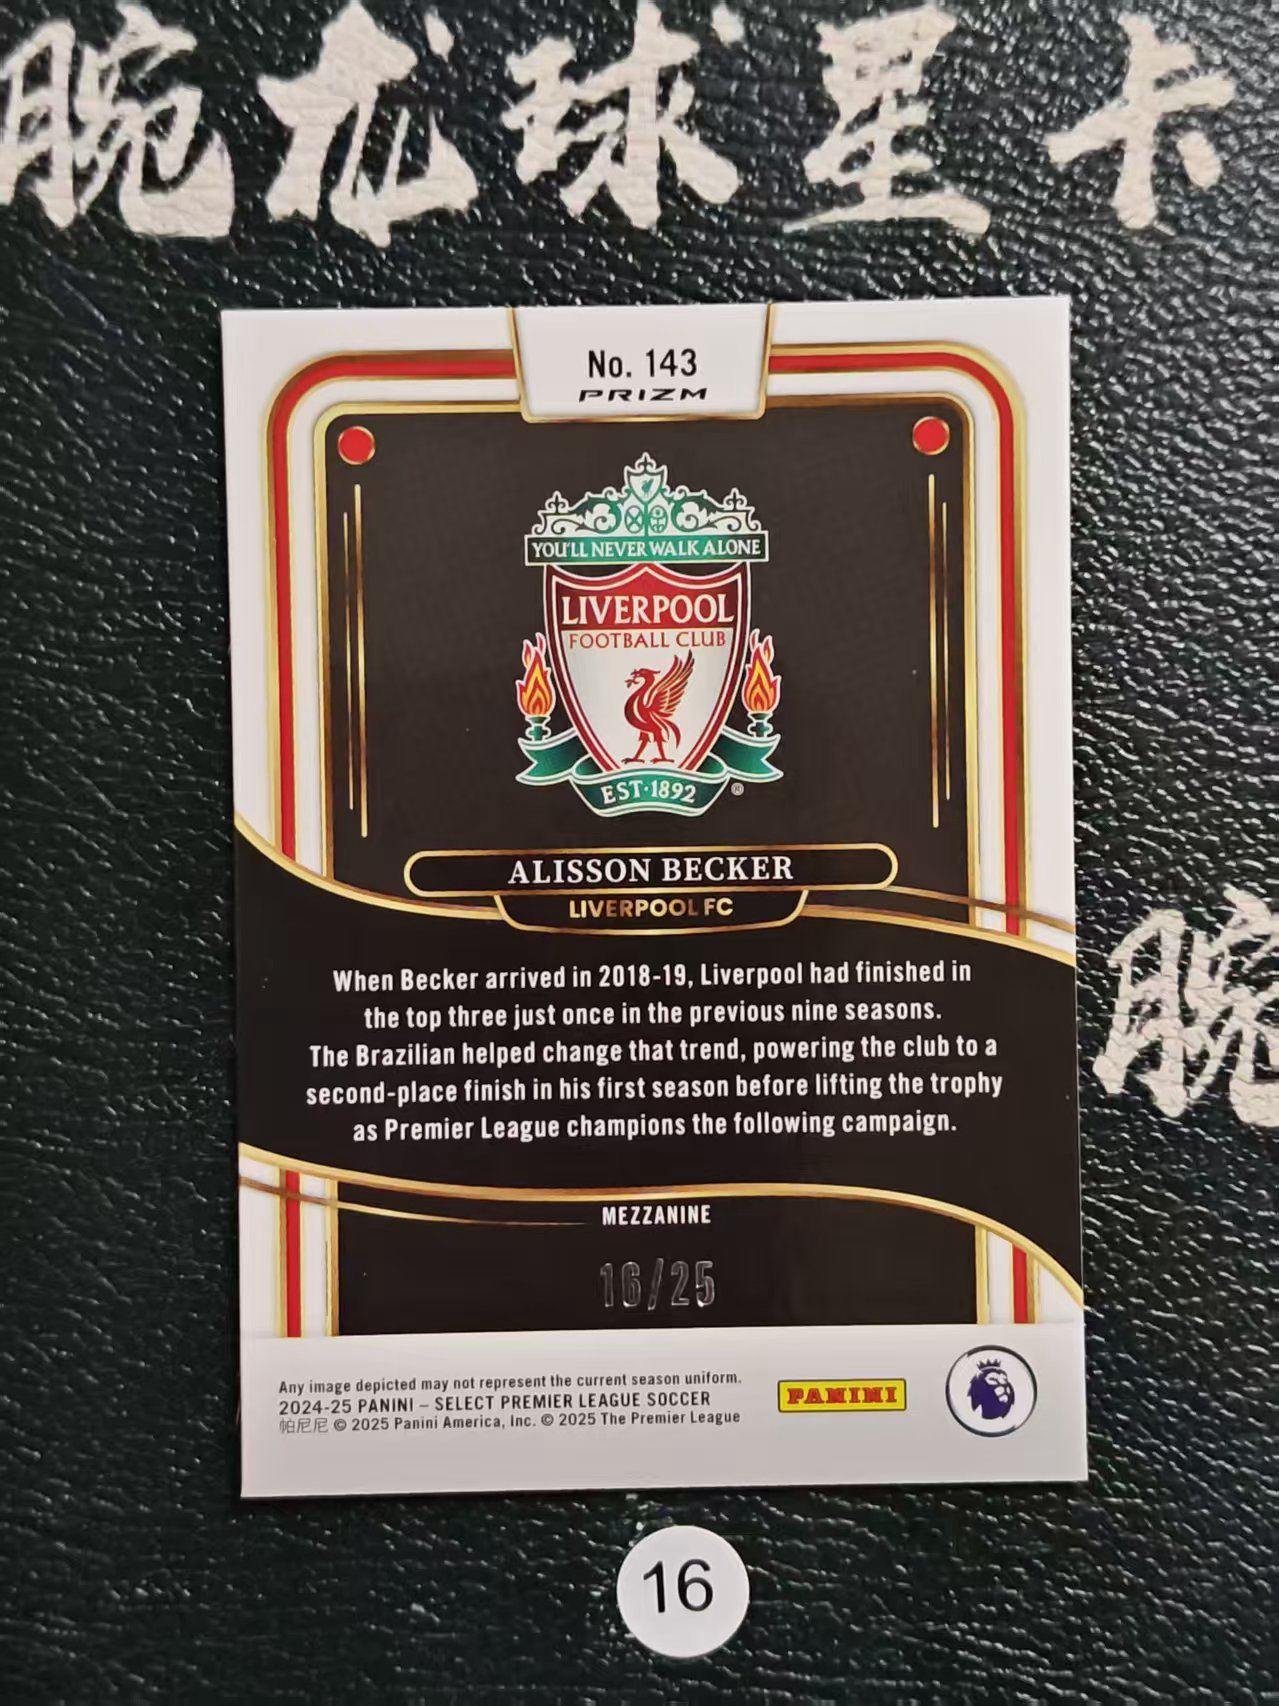 腕龙球星卡
No. 143
PRIZM
YOU'LL NEVER WALK ALONE
LIVERPOOL
FOOTBALL CLUB
EST·1892
®
ALISSON BECKER
LIVERPOOL FC
When Becker arrived in 2018-19, Liverpool had finished in
the top three just once in the previous nine seasons.
The Brazilian helped change that trend, powering the club to a
second-place finish in his first season before lifting the trophy
as Premier League champions the following campaign.
腕
MEZZANINE
16/25
Any image depicted may not represent the current season uniform.
2024-25 PANINI – SELECT PREMIER LEAGUE SOCCER
帕尼尼 © 2025 Panini America, Inc. © 2025 The Premier League
PANINI
16